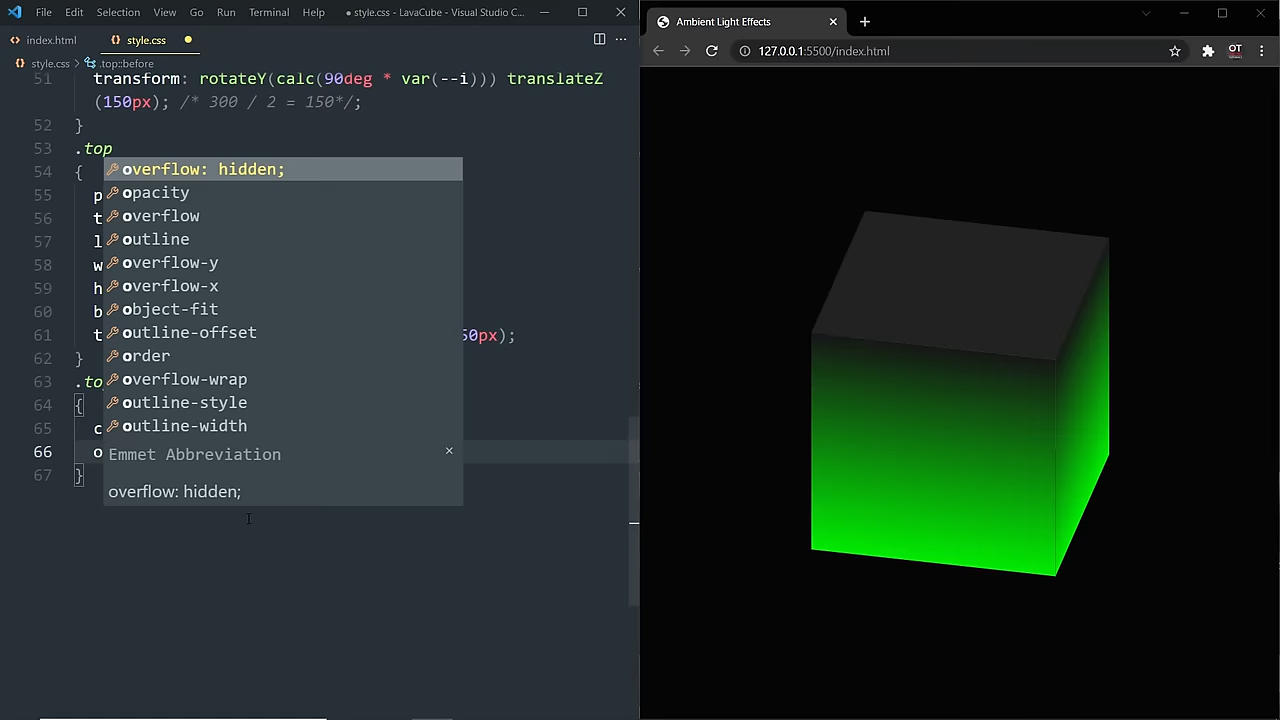 File Edit Selection View Go Run Terminal Help ● style.css - LavaCube - Visual Studio C...
index.html style.css
style.css > .top::before
51 transform: rotateY(calc(90deg * var(--i))) translateZ
(150px); /* 300 / 2 = 150*/;
52 }
53 .top
54 {
55 p
56 t
57 l
58 w
59 h
60 b
61 t 50px);
62 }
63 .to
64 {
65 c
66 o
67 }
overflow: hidden;
opacity
overflow
outline
overflow-y
overflow-x
object-fit
outline-offset
order
overflow-wrap
outline-style
outline-width
Emmet Abbreviation
overflow: hidden;
Ambient Light Effects
127.0.0.1:5500/index.html
OT